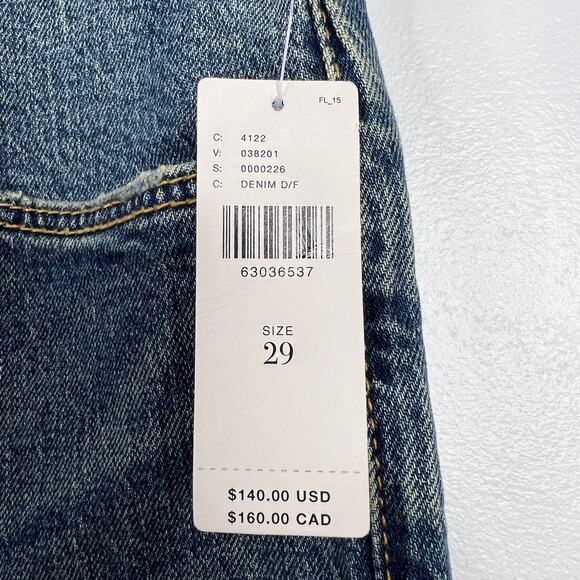 FL_15
C: 4122
V: 038201
S: 0000226
C: DENIM D/F
63036537
SIZE
29
$140.00 USD
$160.00 CAD